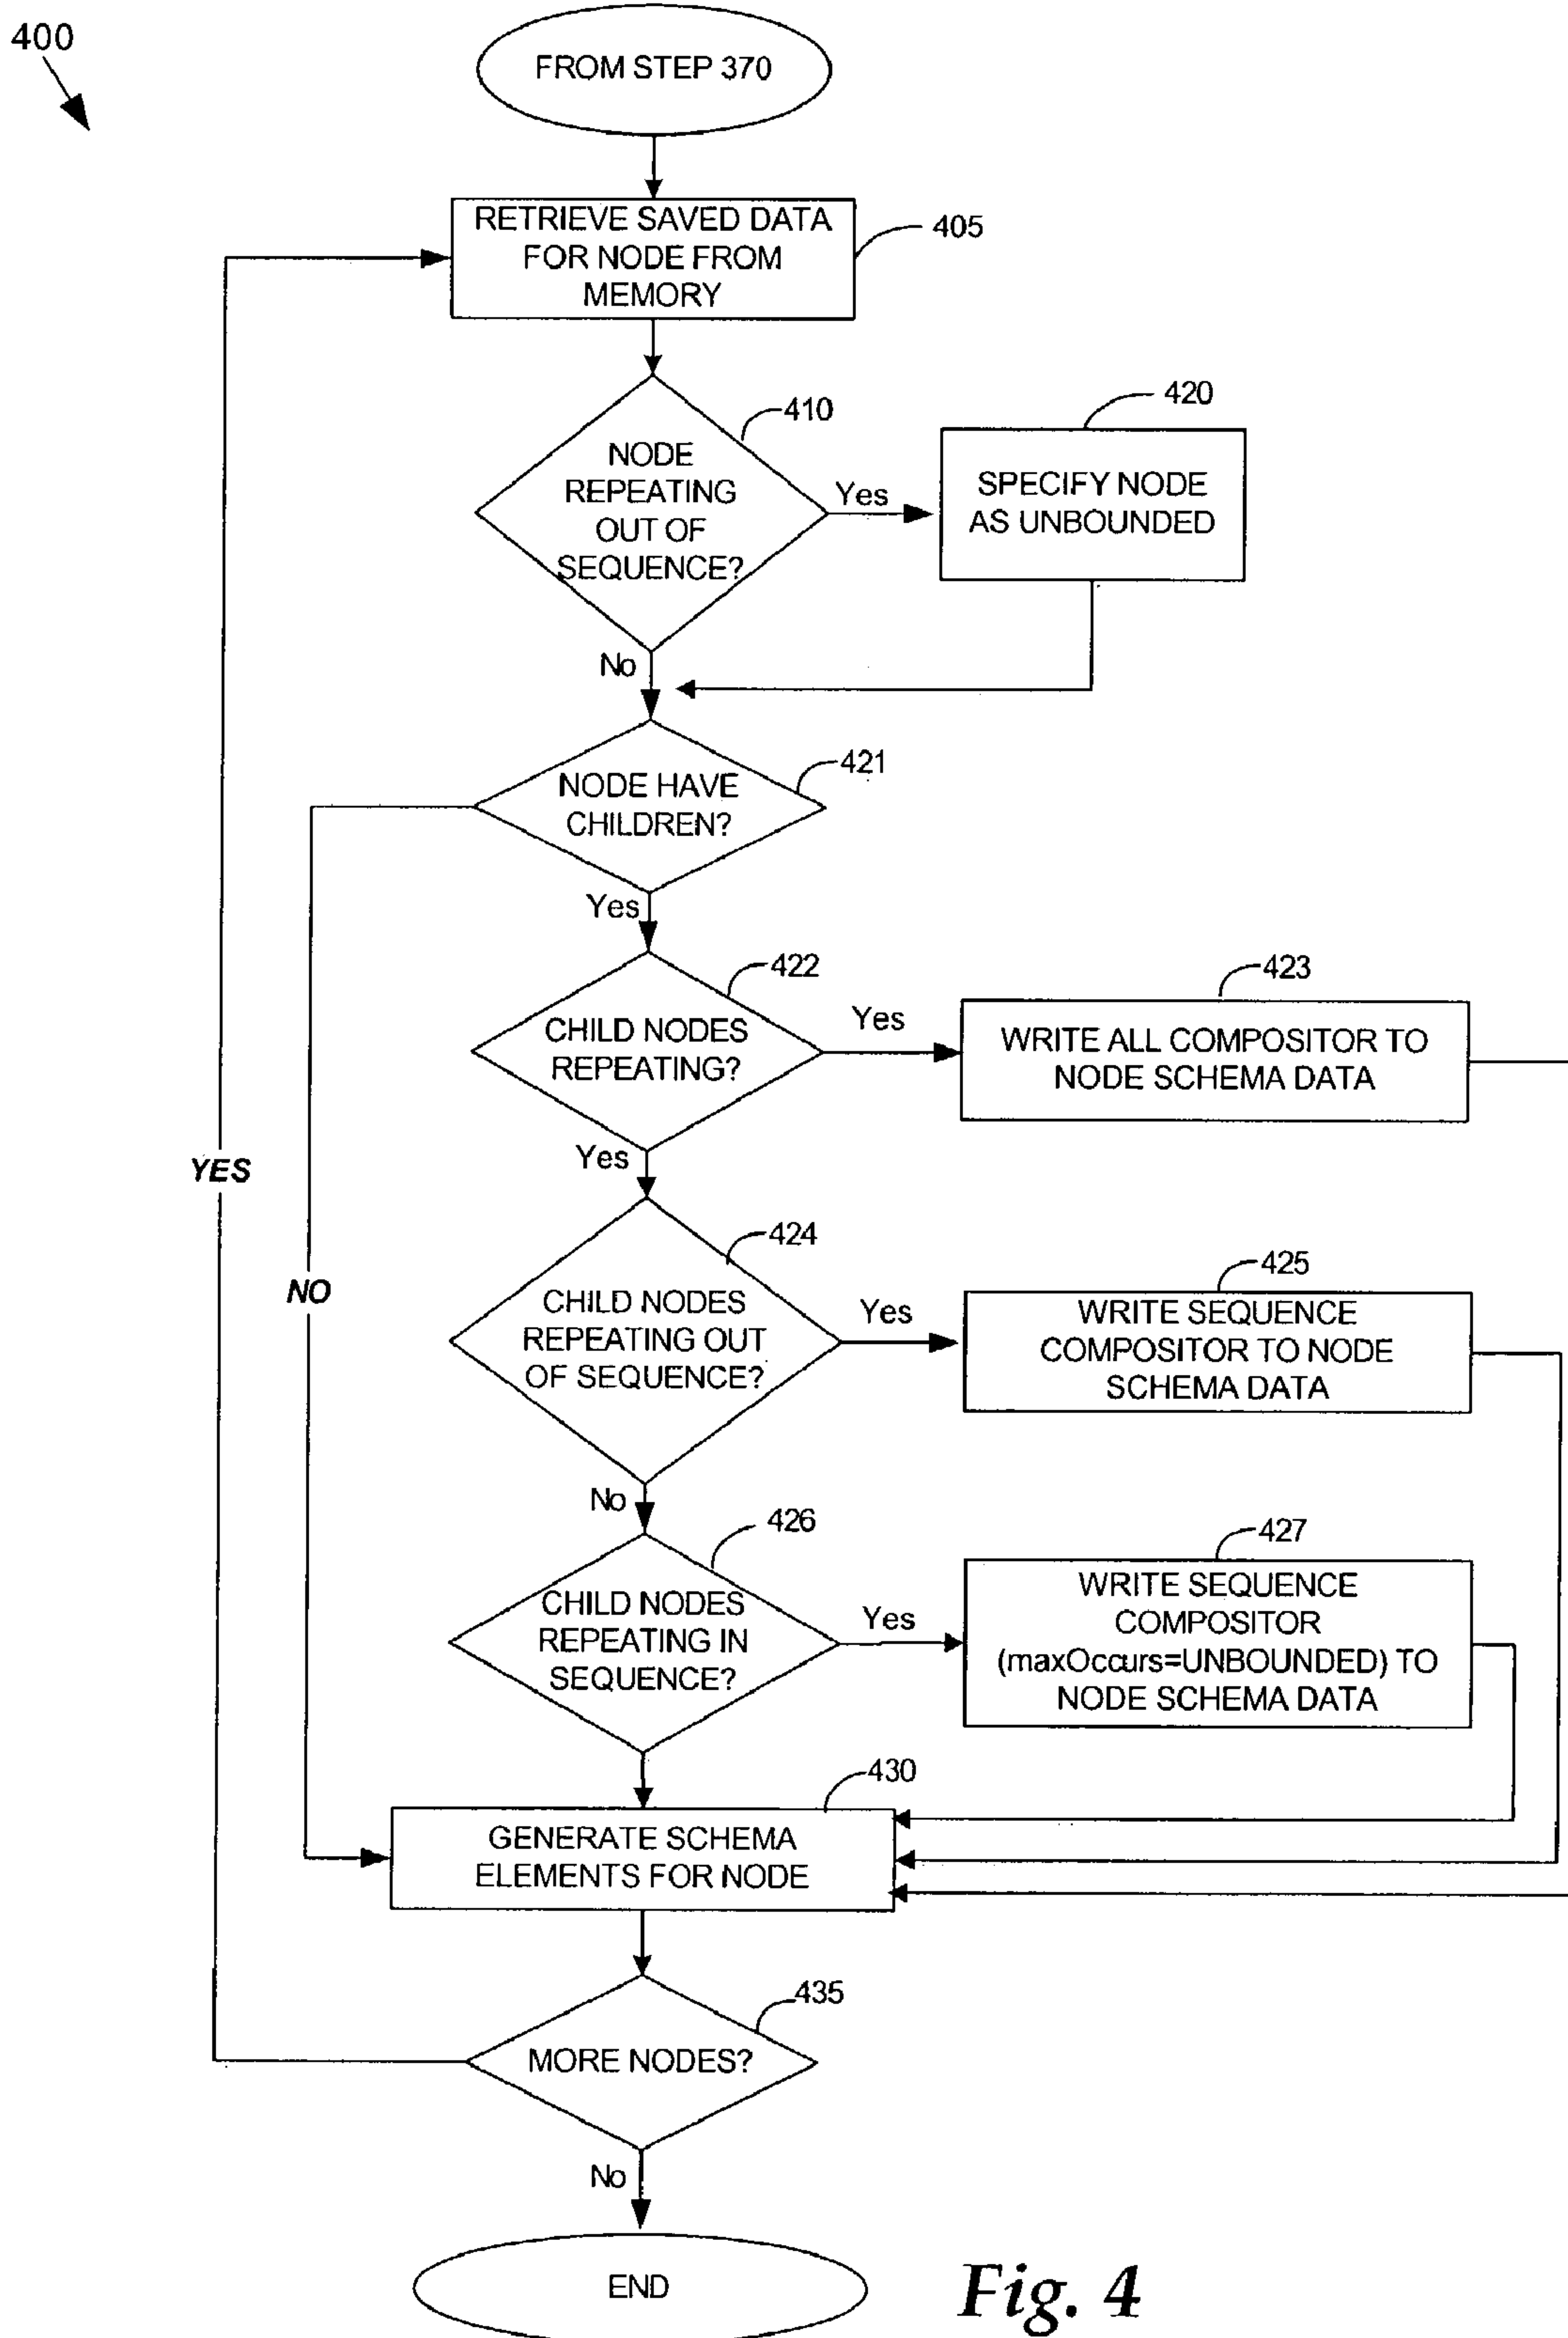 400
FROM STEP 370
RETRIEVE SAVED DATA
FOR NODE FROM
MEMORY
405
410
NODE
REPEATING
OUT OF
SEQUENCE?
Yes
420
SPECIFY NODE
AS UNBOUNDED
No
421
NODE HAVE
CHILDREN?
Yes
422
CHILD NODES
REPEATING?
Yes
423
WRITE ALL COMPOSITOR TO
NODE SCHEMA DATA
Yes
YES
424
CHILD NODES
REPEATING OUT
OF SEQUENCE?
Yes
425
WRITE SEQUENCE
COMPOSITOR TO NODE
SCHEMA DATA
NO
No
426
CHILD NODES
REPEATING IN
SEQUENCE?
Yes
427
WRITE SEQUENCE
COMPOSITOR
(maxOccurs=UNBOUNDED) TO
NODE SCHEMA DATA
430
GENERATE SCHEMA
ELEMENTS FOR NODE
435
MORE NODES?
No
END
Fig. 4